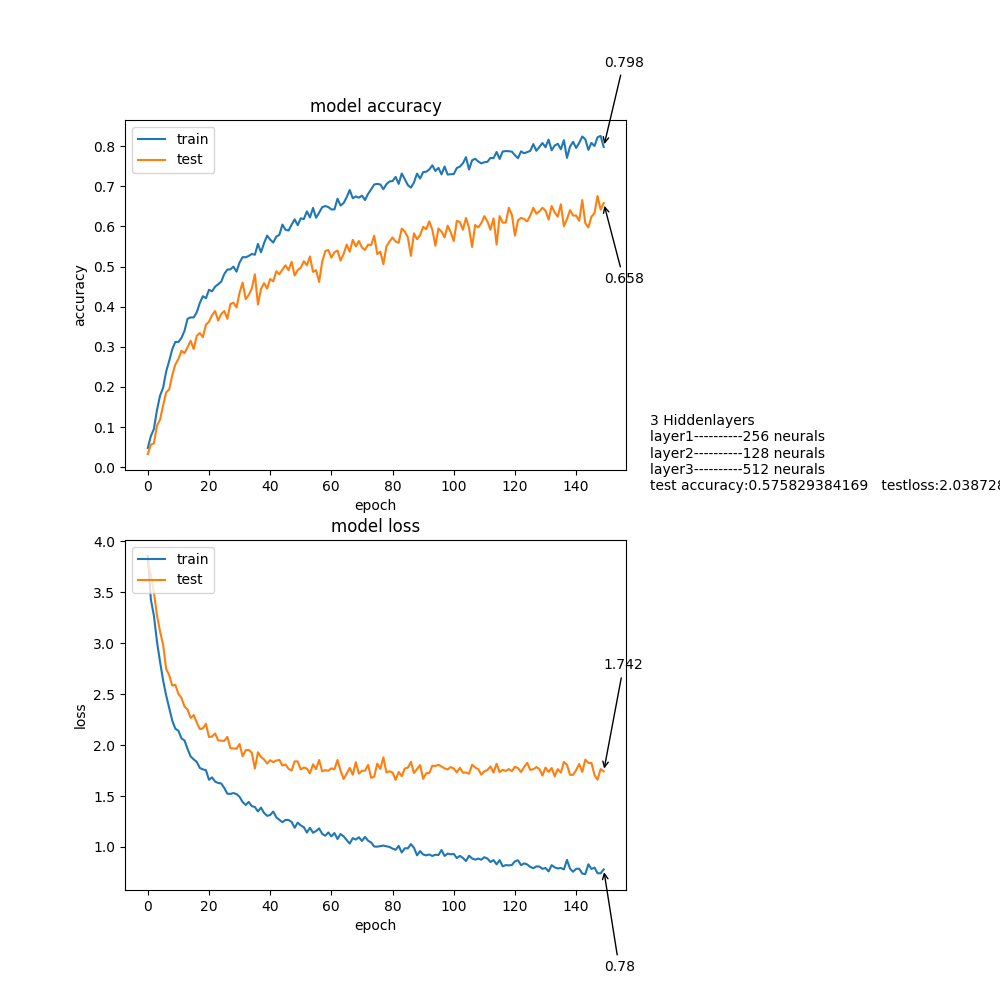 0.798
model accuracy
train
test
0.8
0.7
0.6
0.5
0.4
0.3
0.2
0.1
0.0
accuracy
0.658
0 20 40 60 80 100 120 140
epoch
3 Hiddenlayers
layer1----------256 neurals
layer2----------128 neurals
layer3----------512 neurals
test accuracy:0.575829384169 testloss:2.038728
model loss
train
test
4.0
3.5
3.0
2.5
2.0
1.5
1.0
loss
1.742
0 20 40 60 80 100 120 140
epoch
0.78